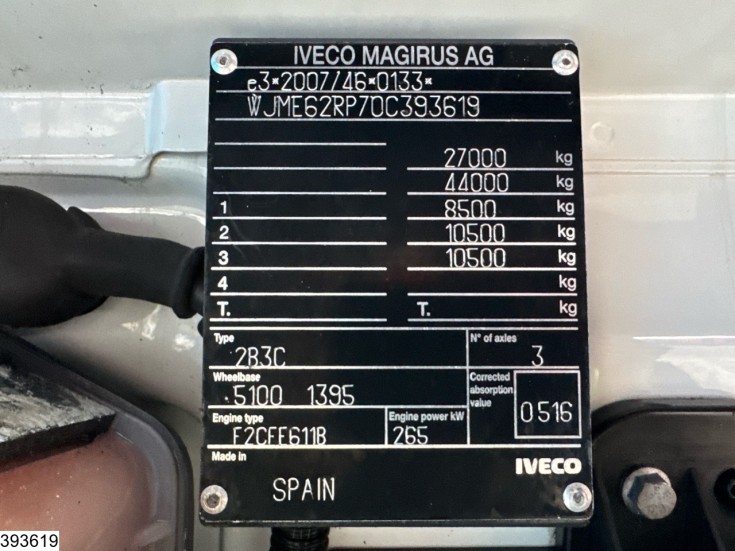 IVECO MAGIRUS AG
e3*2007/46*0133*
WJME62RP70C393619
27000 kg
44000 kg
1 8500 kg
2 10500 kg
3 10500 kg
4 kg
T. T. kg
Type N° of axles
2B3C 3
Wheelbase Corrected absorption value
5100 1395 0516
Engine type Engine power kW
F2CFE611B 265
Made in IVECO
SPAIN
393619